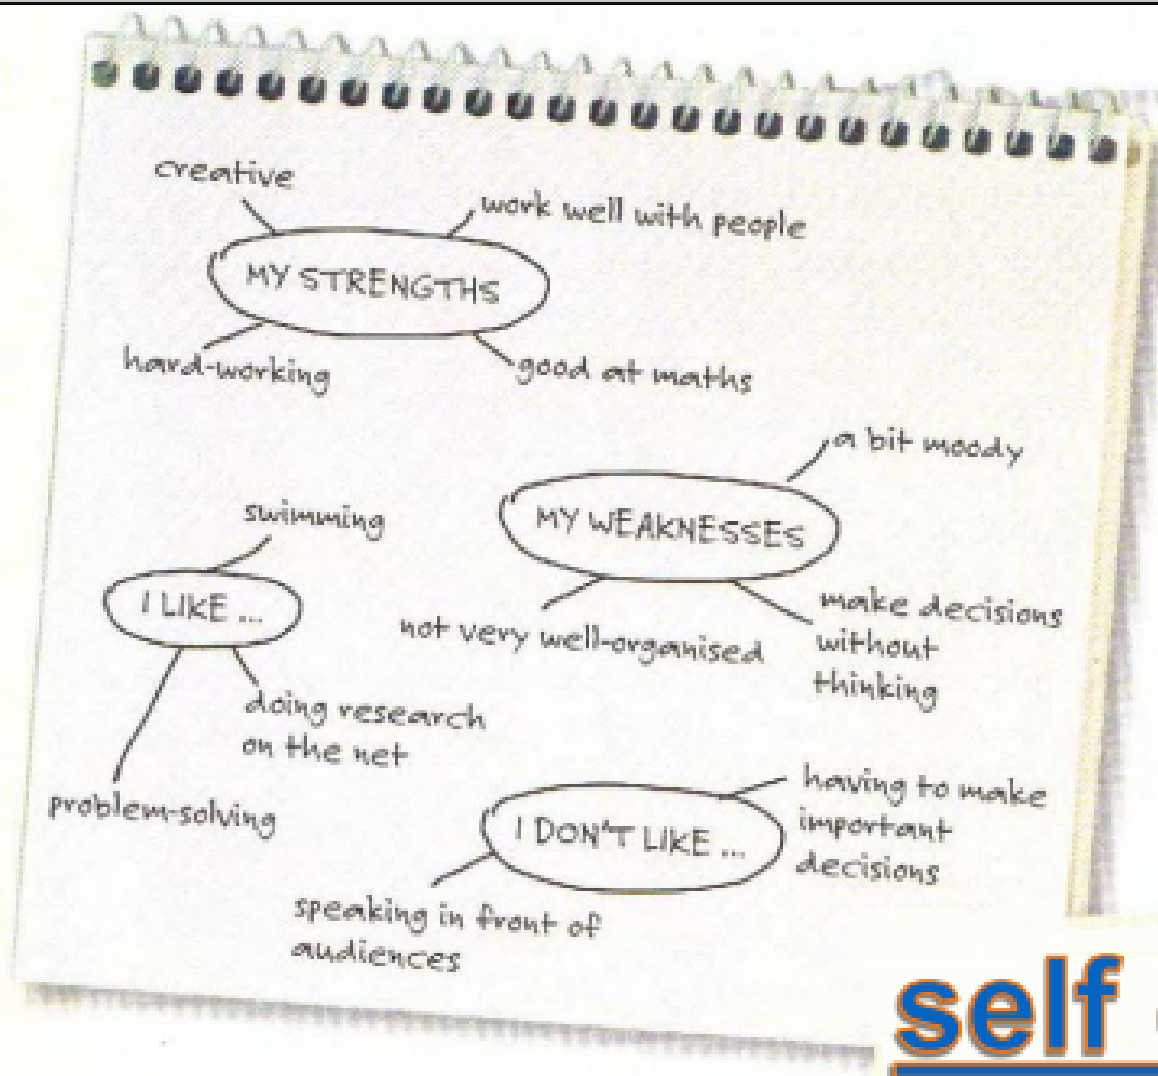 creative
work well with people
MY STRENGTHS
hard-working
good at maths
a bit moody
MY WEAKNESSES
not very well-organised
make decisions
without
thinking
swimming
I LIKE ...
doing research
on the net
problem-solving
having to make
important
decisions
I DON'T LIKE ...
speaking in front of
audiences
self